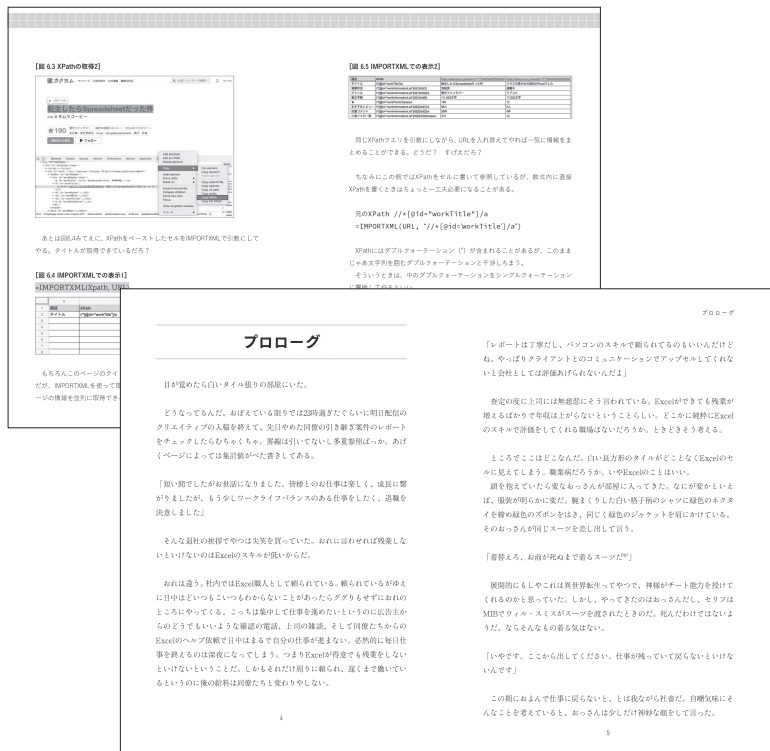 [図 6.3 XPathの取得2]
カクヨム
転生したらSpreadsheetだった件
★190
あとは図6.4みてえに、XPathをペーストしたセルをIMPORTXMLで引数にして
やる。タイトルが取得できているだろ?
[図 6.4 IMPORTXMLでの表示1]
=IMPORTXML(Xpath, URL)
もちろんこのページのタイ
だが、IMPORTXMLを使って
ージの情報を並列に取得でき
[図 6.5 IMPORTXMLでの表示2]
同じXPathクエリを引数にしながら、URLを入れ替えてやれば一気に情報をま
とめることができる。どうだ? すげえだろ?
ちなみにこの例ではXPathをセルに書いて参照しているが、数式内に直接
XPathを書くときはちょっと一工夫必要になることがある。
元のXPath //*[@id="workTitle"]/a
=IMPORTXML(URL, "//*[@id='workTitle']/a")
XPathにはダブルクォーテーション (") が含まれることがあるが、このまま
じゃあ文字列を囲むダブルクォーテーションと干渉しちまう。
そういうときは、中のダブルクォーテーションをシングルクォーテーション
に置換してやるといい。
プロローグ
目が覚めたら白いタイル張りの部屋にいた。
どうなってるんだ。おぼえている限りでは23時過ぎたぐらいに明日配信の
クリエイティブの入稿を終えて、先日やめた同僚の引き継ぎ案件のレポート
をチェックしたらむちゃくちゃ。罫線は引いてないし多重参照ばっか。あげ
くページによっては集計値がべた書きしてある。
「短い間でしたがお世話になりました。皆様とのお仕事は楽しく、成長に繋
がりましたが、もう少しワークライフバランスのある仕事をしたく、退職を
決意しました」
そんな退社の挨拶でやつは失笑を買っていた。おれに言わせれば残業しな
いといけないのはExcelのスキルが低いからだ。
おれは違う。社内ではExcel職人として頼られている。頼られているがゆえ
に日中はどいつもこいつもわからないことがあったらググりもせずにおれの
ところにやってくる。こっちは集中して仕事を進めたいというのに広告主か
らのどうでもいいような確認の電話、上司の雑談、そして同僚たちからの
Excelのヘルプ依頼で日中はまるで自分の仕事が進まない。必然的に毎日仕
事を終えるのは深夜になってしまう。つまりExcelが得意でも残業をしない
といけないということだ。しかもそれだけ周りに頼られ、遅くまで働いてい
るというのに俺の給料は同僚たちと変わりやしない。
4
プロローグ
「レポートは丁寧だし、パソコンのスキルで頼られてるのもいいんだけど
ね。やっぱりクライアントとのコミュニケーションでアップセルしてくれな
いと会社としては評価あげられないんだよ」
査定の度に上司には無慈悲にそう言われている。Excelができても残業が
増えるばかりで年収は上がらないということらしい。どこかに純粋にExcel
のスキルで評価をしてくれる職場はないだろうか。ときどきそう考える。
ところでここはどこなんだ。白い長方形のタイルがどことなくExcelのセ
ルに見えてしまう。職業病だろうか。いやExcelのことはいい。
頭を抱えていたら変なおっさんが部屋に入ってきた。なにが変かといえ
ば、服装が明らかに変だ。腕まくりした白い格子柄のシャツに緑色のネクタ
イを締め緑色のズボンをはき、同じく緑色のジャケットを肩にかけている。
そのおっさんが同じスーツを差し出して言う。
「着替えろ、お前が死ぬまで着るスーツだ」
展開的にもしやこれは異世界転生ってやつで、神様がチート能力を授けて
くれるのかと思っていた。しかし、やってきたのはおっさんだし、セリフは
MIBでウィル・スミスがスーツを渡されたときのだ。死んだわけではないよ
うだ。ならそんなもの着る気はない。
「いやです。ここから出してください。仕事が残っていて戻らないといけな
いんです」
この期におよんで仕事に戻らないと、とは我ながら社畜だ。自嘲気味にそ
んなことを考えていると、おっさんは少しだけ神妙な顔をして言った。
5